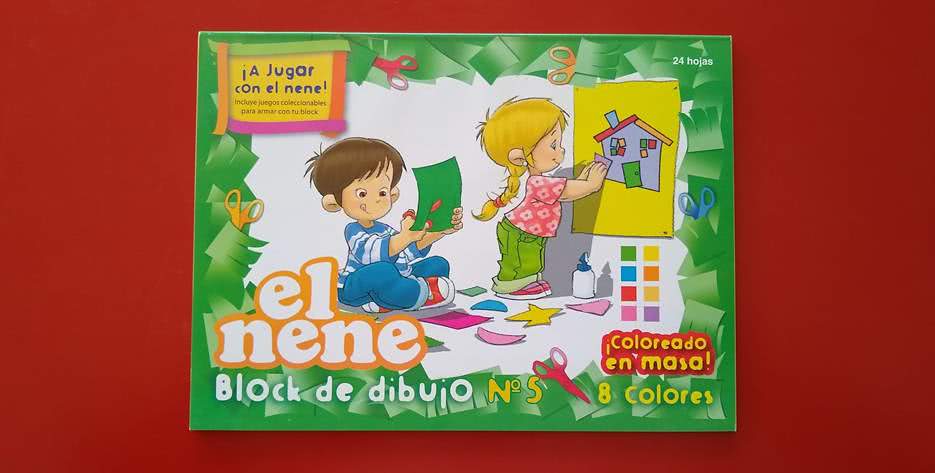 ¡A Jugar
con el nene!
Incluye juegos coleccionables
para armar con tu block
24 hojas
el
nene
¡Coloreado
en masa!
Block de dibujo Nº5
8 Colores